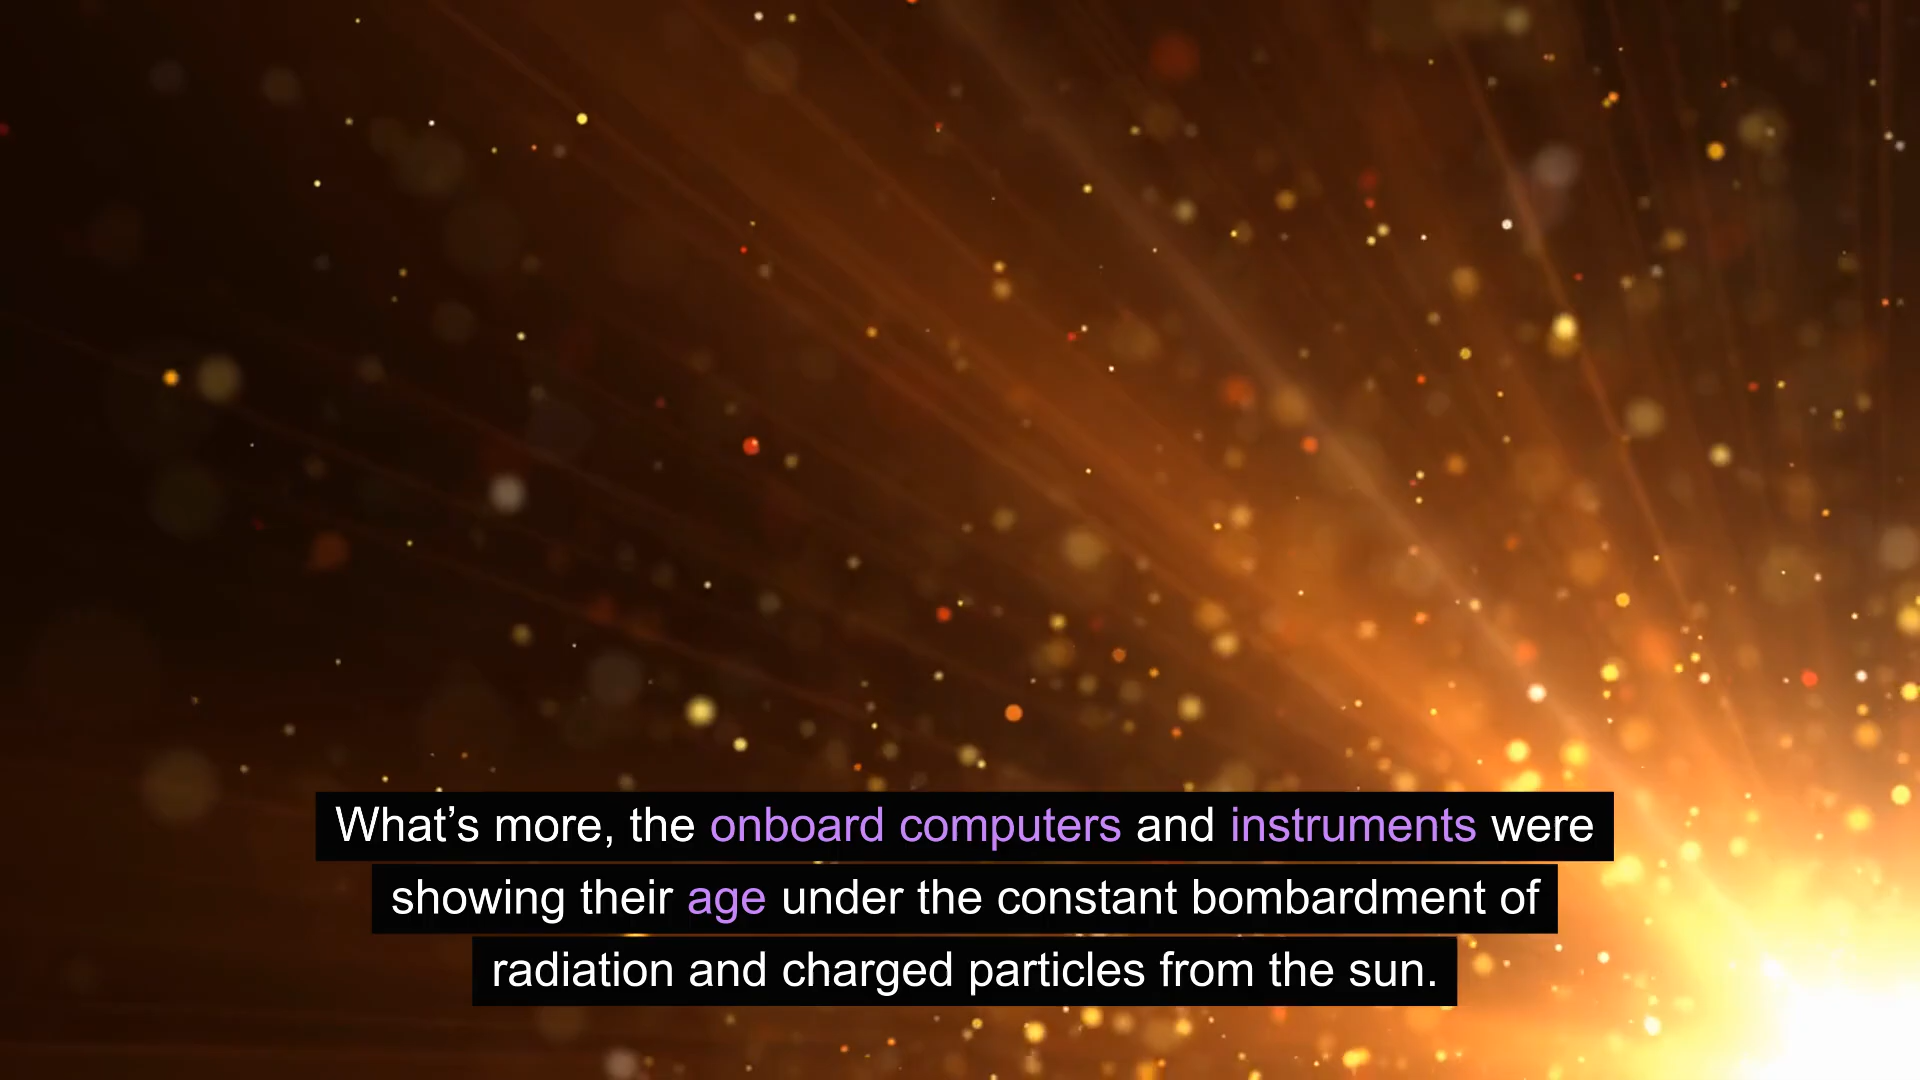 What’s more, the onboard computers and instruments were
showing their age under the constant bombardment of
radiation and charged particles from the sun.